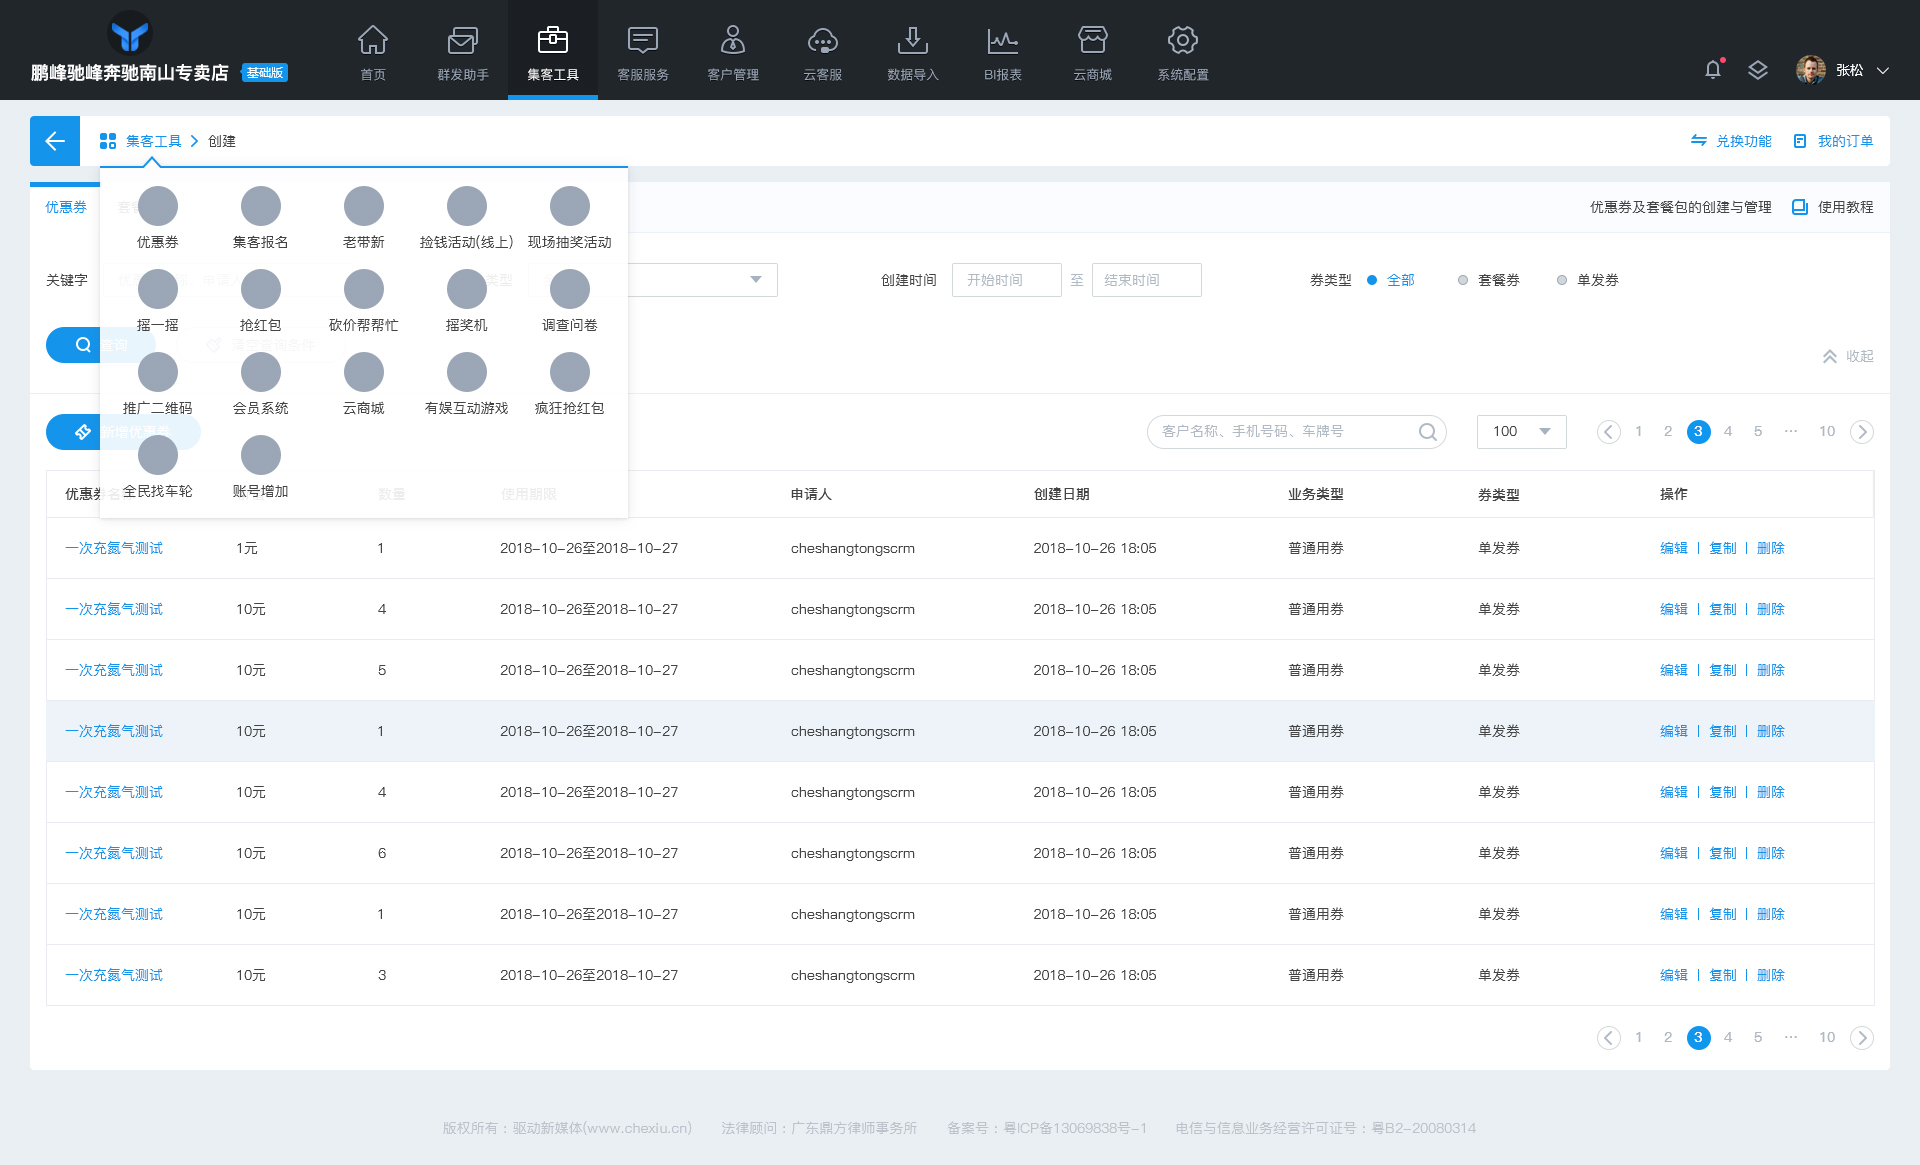 鹏峰驰峰奔驰南山专卖店 基础版
首页 群发助手 集客工具 客服服务 客户管理 云客服 数据导入 BI报表 云商城 系统配置
张松
集客工具 创建 兑换功能 我的订单
优惠券 优惠券及套餐包的创建与管理 使用教程
优惠券 集客报名 老带新 捡钱活动(线上) 现场抽奖活动
关键字 类型 创建时间 开始时间 至 结束时间 券类型 全部 套餐券 单发券
摇一摇 抢红包 砍价帮帮忙 摇奖机 调查问卷
查询 清空查询条件 收起
推广二维码 会员系统 云商城 有娱互动游戏 疯狂抢红包
新增优惠券 客户名称、手机号码、车牌号 100 1 2 3 4 5 ··· 10
全民找车轮 账号增加
优惠券名 数量 使用期限 申请人 创建日期 业务类型 券类型 操作
一次充氮气测试 1元 1 2018-10-26至2018-10-27 cheshangtongscrm 2018-10-26 18:05 普通用券 单发券 编辑 | 复制 | 删除
一次充氮气测试 10元 4 2018-10-26至2018-10-27 cheshangtongscrm 2018-10-26 18:05 普通用券 单发券 编辑 | 复制 | 删除
一次充氮气测试 10元 5 2018-10-26至2018-10-27 cheshangtongscrm 2018-10-26 18:05 普通用券 单发券 编辑 | 复制 | 删除
一次充氮气测试 10元 1 2018-10-26至2018-10-27 cheshangtongscrm 2018-10-26 18:05 普通用券 单发券 编辑 | 复制 | 删除
一次充氮气测试 10元 4 2018-10-26至2018-10-27 cheshangtongscrm 2018-10-26 18:05 普通用券 单发券 编辑 | 复制 | 删除
一次充氮气测试 10元 6 2018-10-26至2018-10-27 cheshangtongscrm 2018-10-26 18:05 普通用券 单发券 编辑 | 复制 | 删除
一次充氮气测试 10元 1 2018-10-26至2018-10-27 cheshangtongscrm 2018-10-26 18:05 普通用券 单发券 编辑 | 复制 | 删除
一次充氮气测试 10元 3 2018-10-26至2018-10-27 cheshangtongscrm 2018-10-26 18:05 普通用券 单发券 编辑 | 复制 | 删除
1 2 3 4 5 ··· 10
版权所有：驱动新媒体(www.chexiu.cn) 法律顾问：广东鼎方律师事务所 备案号：粤ICP备13069838号-1 电信与信息业务经营许可证号：粤B2-20080314